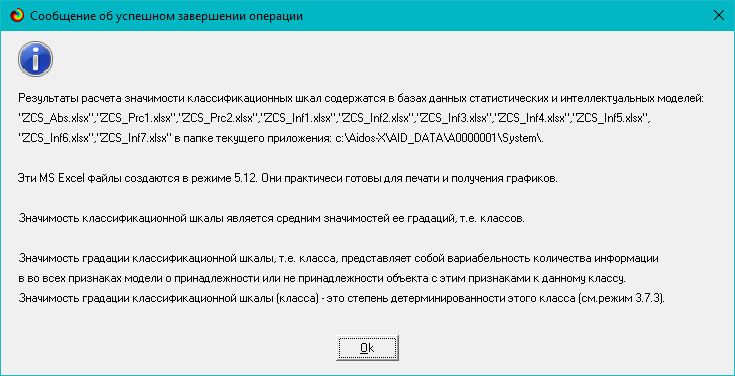 Сообщение об успешном завершении операции
Результаты расчета значимости классификационных шкал содержатся в базах данных статистических и интеллектуальных моделей:
"ZCS_Abs.xlsx","ZCS_Prc1.xlsx","ZCS_Prc2.xlsx","ZCS_Inf1.xlsx","ZCS_Inf2.xlsx","ZCS_Inf3.xlsx","ZCS_Inf4.xlsx","ZCS_Inf5.xlsx",
"ZCS_Inf6.xlsx","ZCS_Inf7.xlsx" в папке текущего приложения: c:\Aidos-X\AID_DATA\A0000001\System\.
Эти MS Excel файлы создаются в режиме 5.12. Они практичеси готовы для печати и получения графиков.
Значимость классификационной шкалы является средним значимостей ее градаций, т.е. классов.
Значимость градации классификационной шкалы, т.е. класса, представляет собой вариабельность количества информации
в во всех признаках модели о принадлежности или не принадлежности объекта с этим признаками к данному классу.
Значимость градации классификационной шкалы (класса) - это степень детерминированности этого класса (см.режим 3.7.3).
Ok